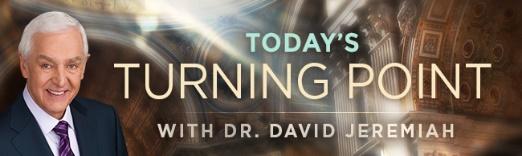 TODAY'S
TURNING POINT
WITH DR. DAVID JEREMIAH